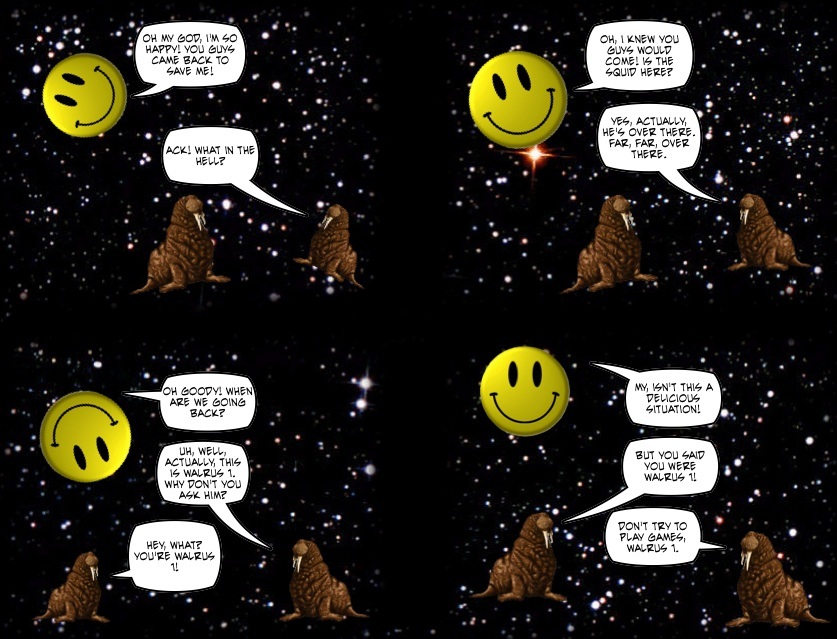 OH MY GOD, I'M SO
HAPPY! YOU GUYS
CAME BACK TO
SAVE ME!
ACK! WHAT IN THE
HELL?
OH, I KNEW YOU
GUYS WOULD
COME! IS THE
SQUID HERE?
YES, ACTUALLY,
HE'S OVER THERE.
FAR, FAR, OVER
THERE.
OH GOODY! WHEN
ARE WE GOING
BACK?
UH, WELL,
ACTUALLY, THIS
IS WALRUS 1.
WHY DON'T YOU
ASK HIM?
HEY, WHAT?
YOU'RE WALRUS
1!
MY, ISN'T THIS A
DELICIOUS
SITUATION!
BUT YOU SAID
YOU WERE
WALRUS 1!
DON'T TRY TO
PLAY GAMES,
WALRUS 1.